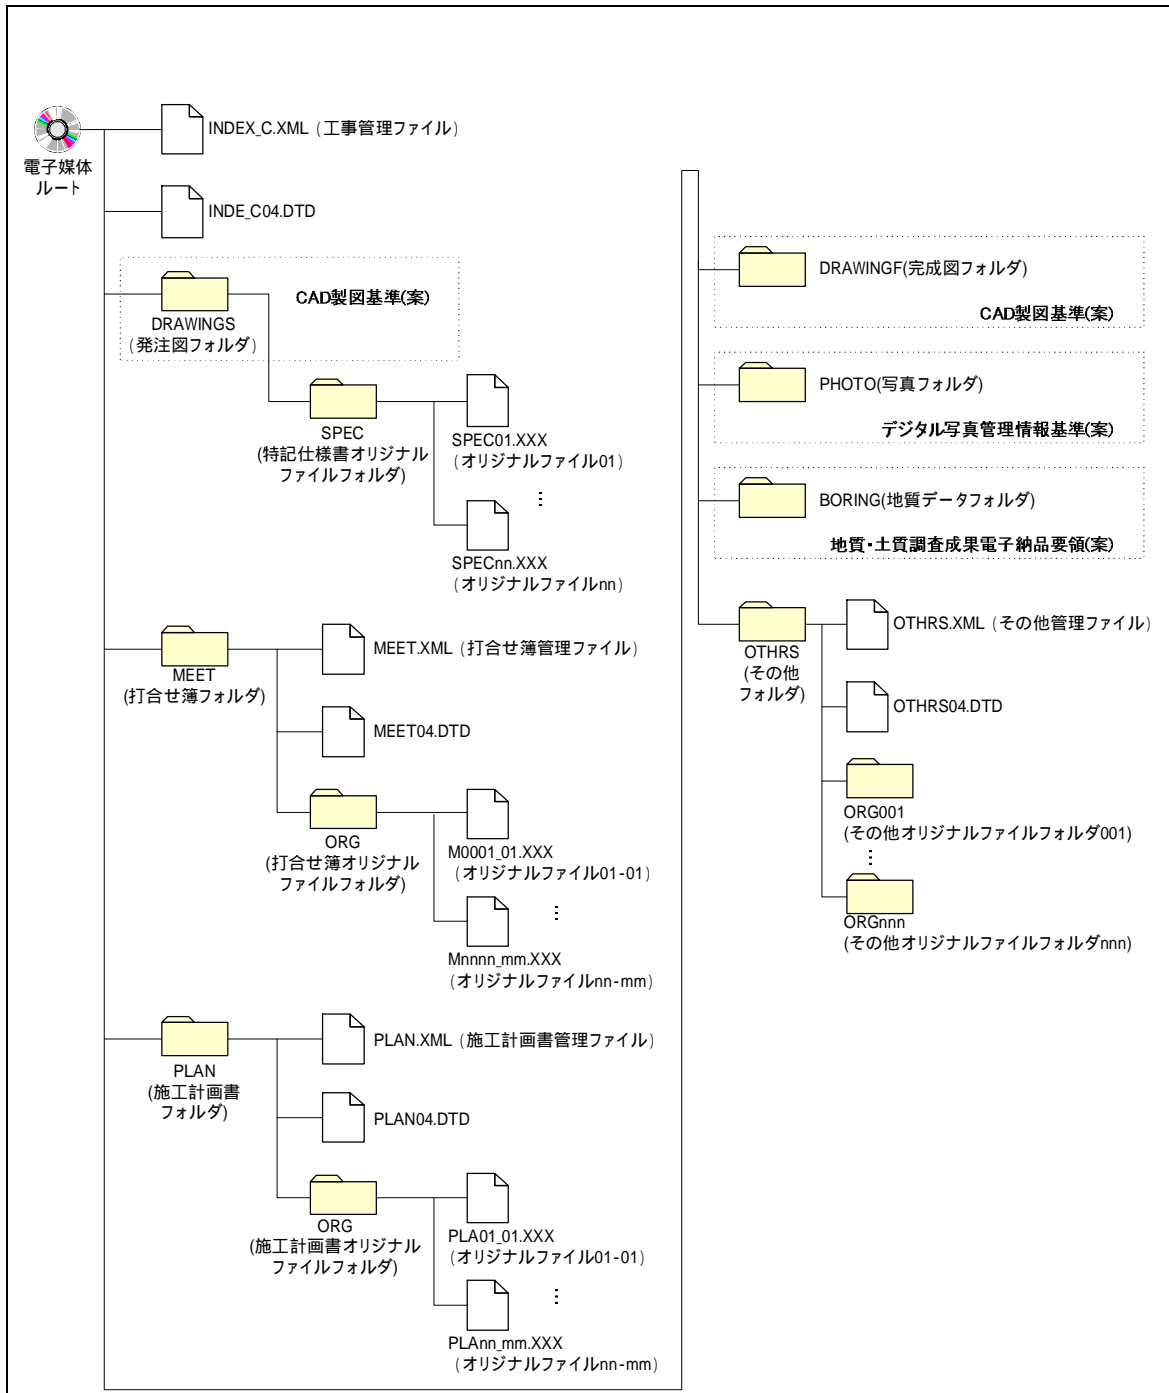 INDEX_C.XML (工事管理ファイル)
電子媒体
ルート
INDE_C04.DTD
CAD製図基準(案)
DRAWINGS
(発注図フォルダ)
SPEC
(特記仕様書オリジナル
ファイルフォルダ)
SPEC01.XXX
(オリジナルファイル01)
⋮
SPECnn.XXX
(オリジナルファイルnn)
MEET
(打合せ簿フォルダ)
MEET.XML (打合せ簿管理ファイル)
MEET04.DTD
ORG
(打合せ簿オリジナル
ファイルフォルダ)
M0001_01.XXX
(オリジナルファイル01-01)
⋮
Mnnnn_mm.XXX
(オリジナルファイルnn-mm)
PLAN
(施工計画書
フォルダ)
PLAN.XML (施工計画書管理ファイル)
PLAN04.DTD
ORG
(施工計画書オリジナル
ファイルフォルダ)
PLA01_01.XXX
(オリジナルファイル01-01)
⋮
PLAnn_mm.XXX
(オリジナルファイルnn-mm)
DRAWINGF(完成図フォルダ)
CAD製図基準(案)
PHOTO(写真フォルダ)
デジタル写真管理情報基準(案)
BORING(地質データフォルダ)
地質・土質調査成果電子納品要領(案)
OTHRS
(その他
フォルダ)
OTHRS.XML (その他管理ファイル)
OTHRS04.DTD
ORG001
(その他オリジナルファイルフォルダ001)
⋮
ORGnnn
(その他オリジナルファイルフォルダnnn)